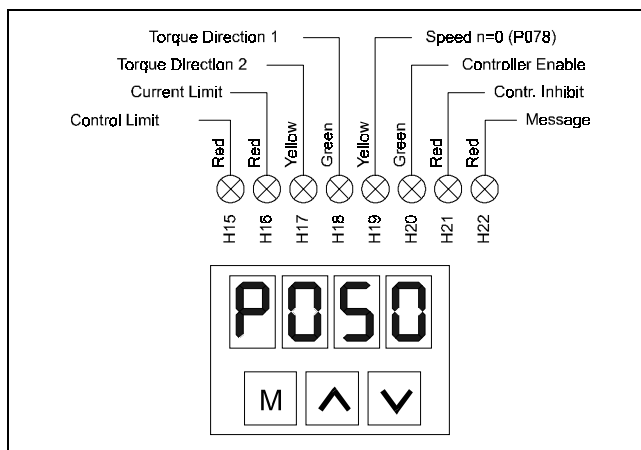 Torque Direction 1
Speed n=0 (P078)
Torque Direction 2
Controller Enable
Current Limit
Contr. Inhibit
Control Limit
Message
Red
Red
Yellow
Green
Yellow
Green
Red
Red
H15
H16
H17
H18
H19
H20
H21
H22
P050
M